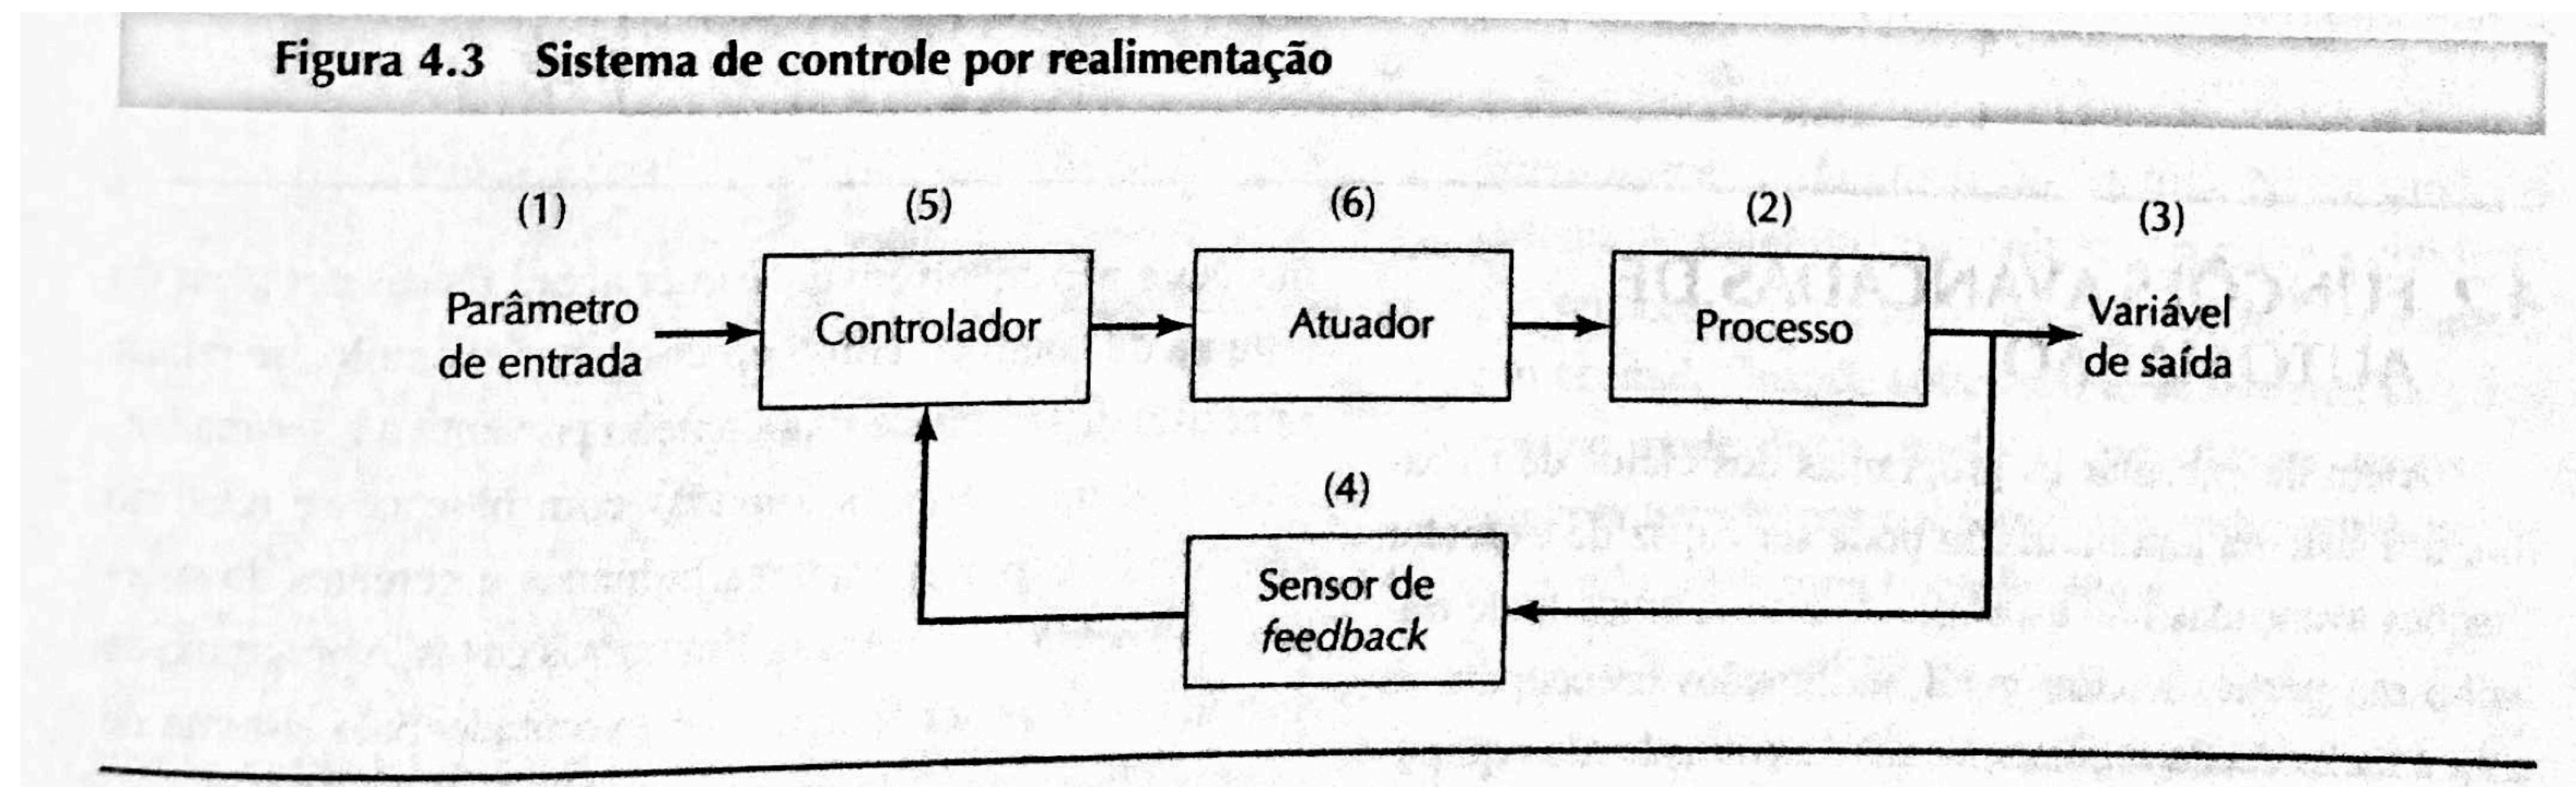 Figura 4.3 Sistema de controle por realimentação
(1)
(5)
(6)
(2)
(3)
Parâmetro
de entrada
Controlador
Atuador
Processo
Variável
de saída
(4)
Sensor de
feedback